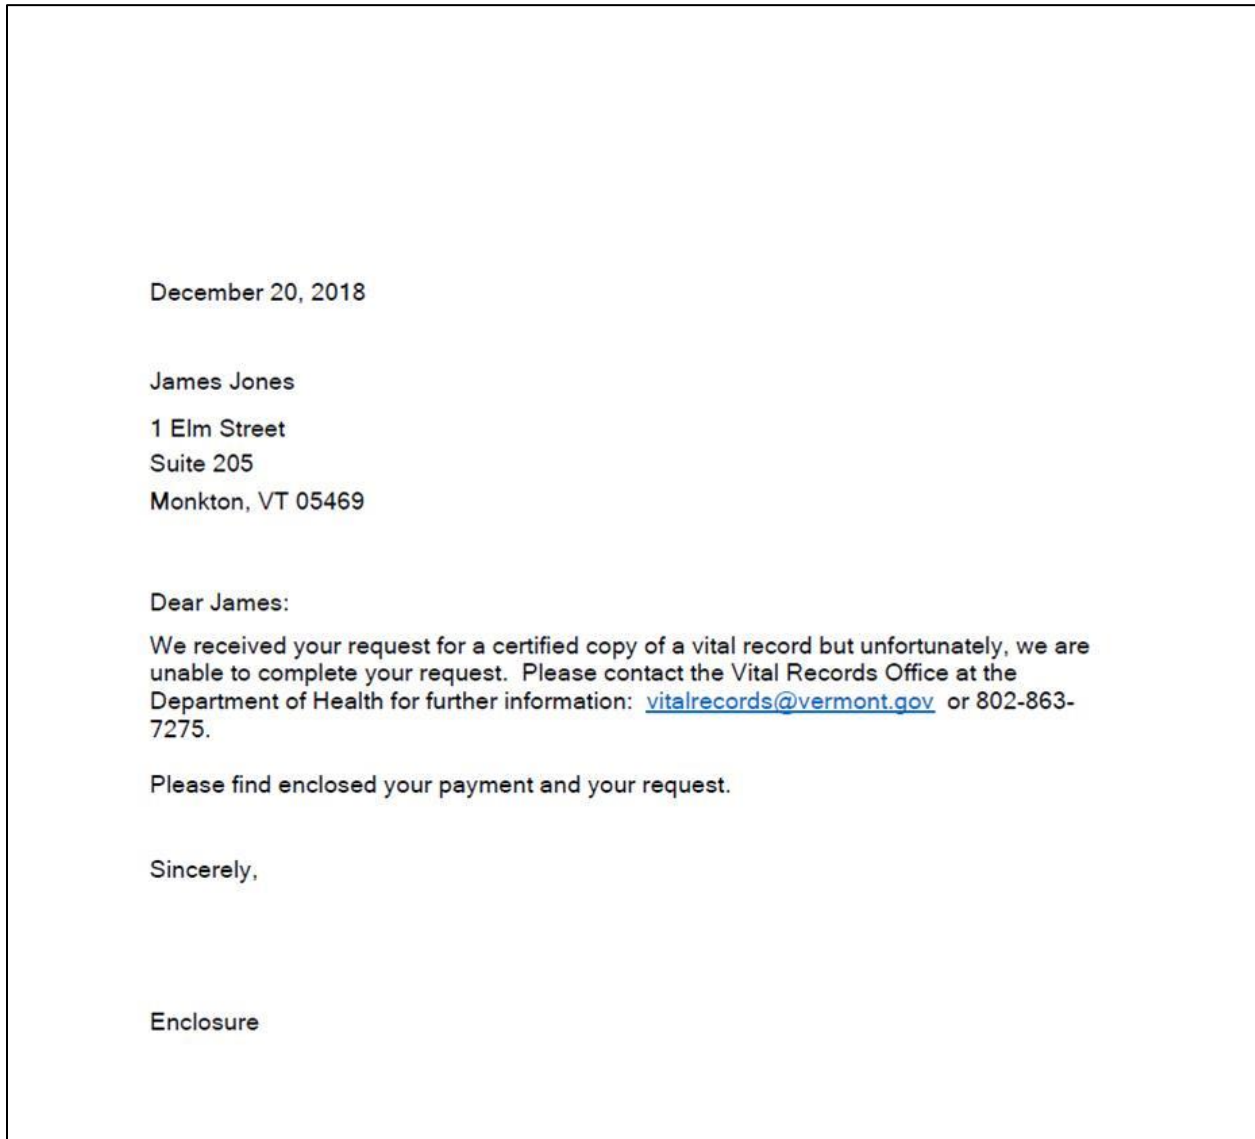 December 20, 2018
James Jones
1 Elm Street
Suite 205
Monkton, VT 05469
Dear James:
We received your request for a certified copy of a vital record but unfortunately, we are
unable to complete your request.  Please contact the Vital Records Office at the
Department of Health for further information:  vitalrecords@vermont.gov  or 802-863-
7275.
Please find enclosed your payment and your request.
Sincerely,
Enclosure